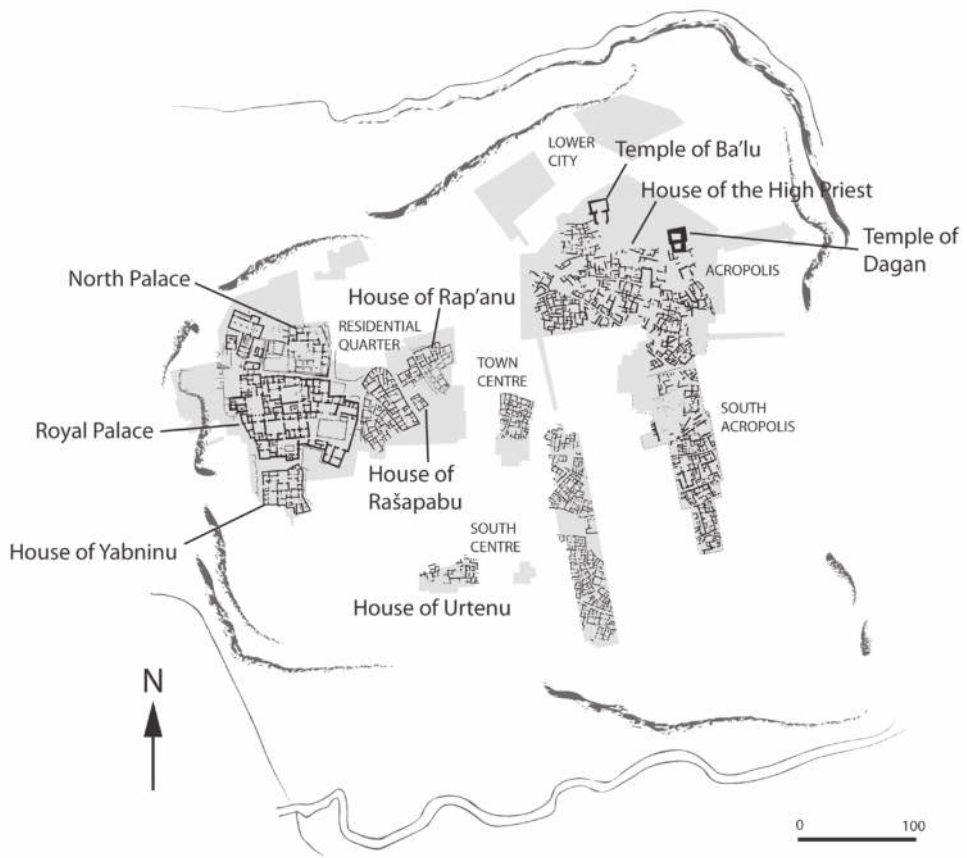 LOWER
CITY
Temple of Ba'lu
House of the High Priest
Temple of
Dagan
ACROPOLIS
North Palace
House of Rap'anu
RESIDENTIAL
QUARTER
TOWN
CENTRE
Royal Palace
SOUTH
ACROPOLIS
House of
Rašapabu
House of Yabninu
SOUTH
CENTRE
House of Urtenu
N
0 100